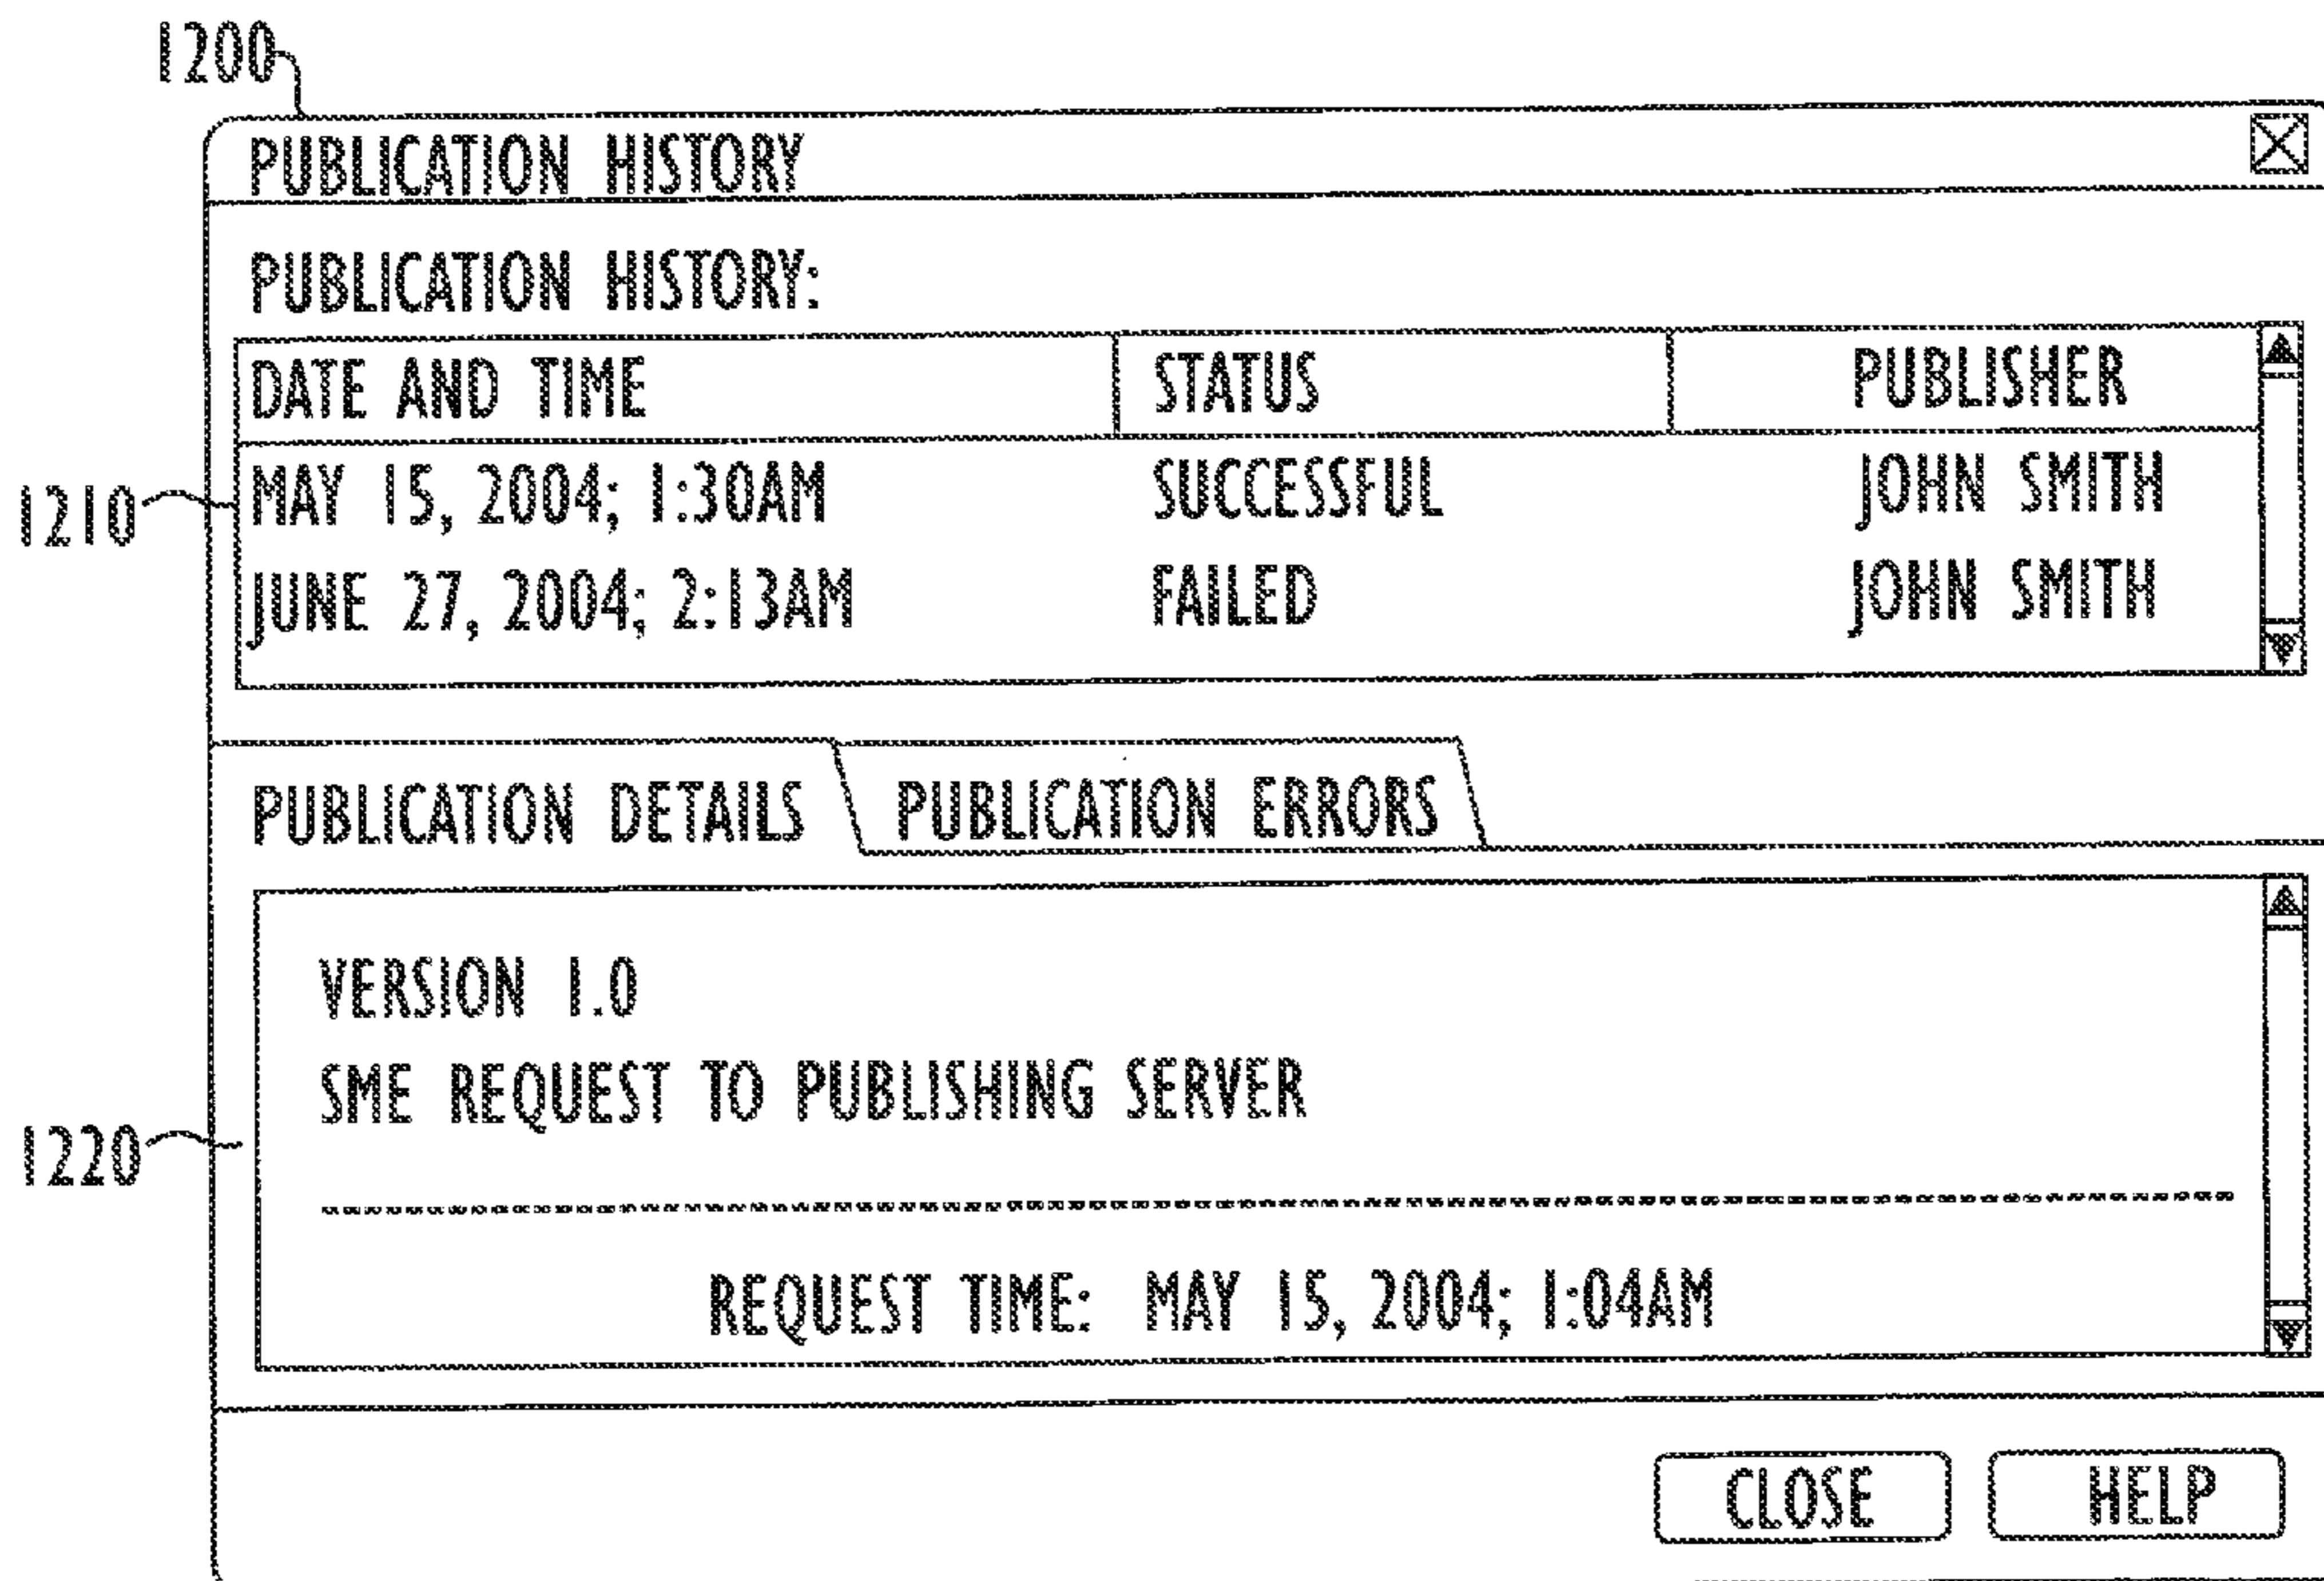 1200
PUBLICATION HISTORY
PUBLICATION HISTORY:
DATE AND TIME STATUS PUBLISHER
1210 MAY 15, 2004; 1:30AM SUCCESSFUL JOHN SMITH
JUNE 27, 2004; 2:13AM FAILED JOHN SMITH
PUBLICATION DETAILS PUBLICATION ERRORS
VERSION 1.0
SME REQUEST TO PUBLISHING SERVER
1220
REQUEST TIME: MAY 15, 2004; 1:04AM
CLOSE HELP